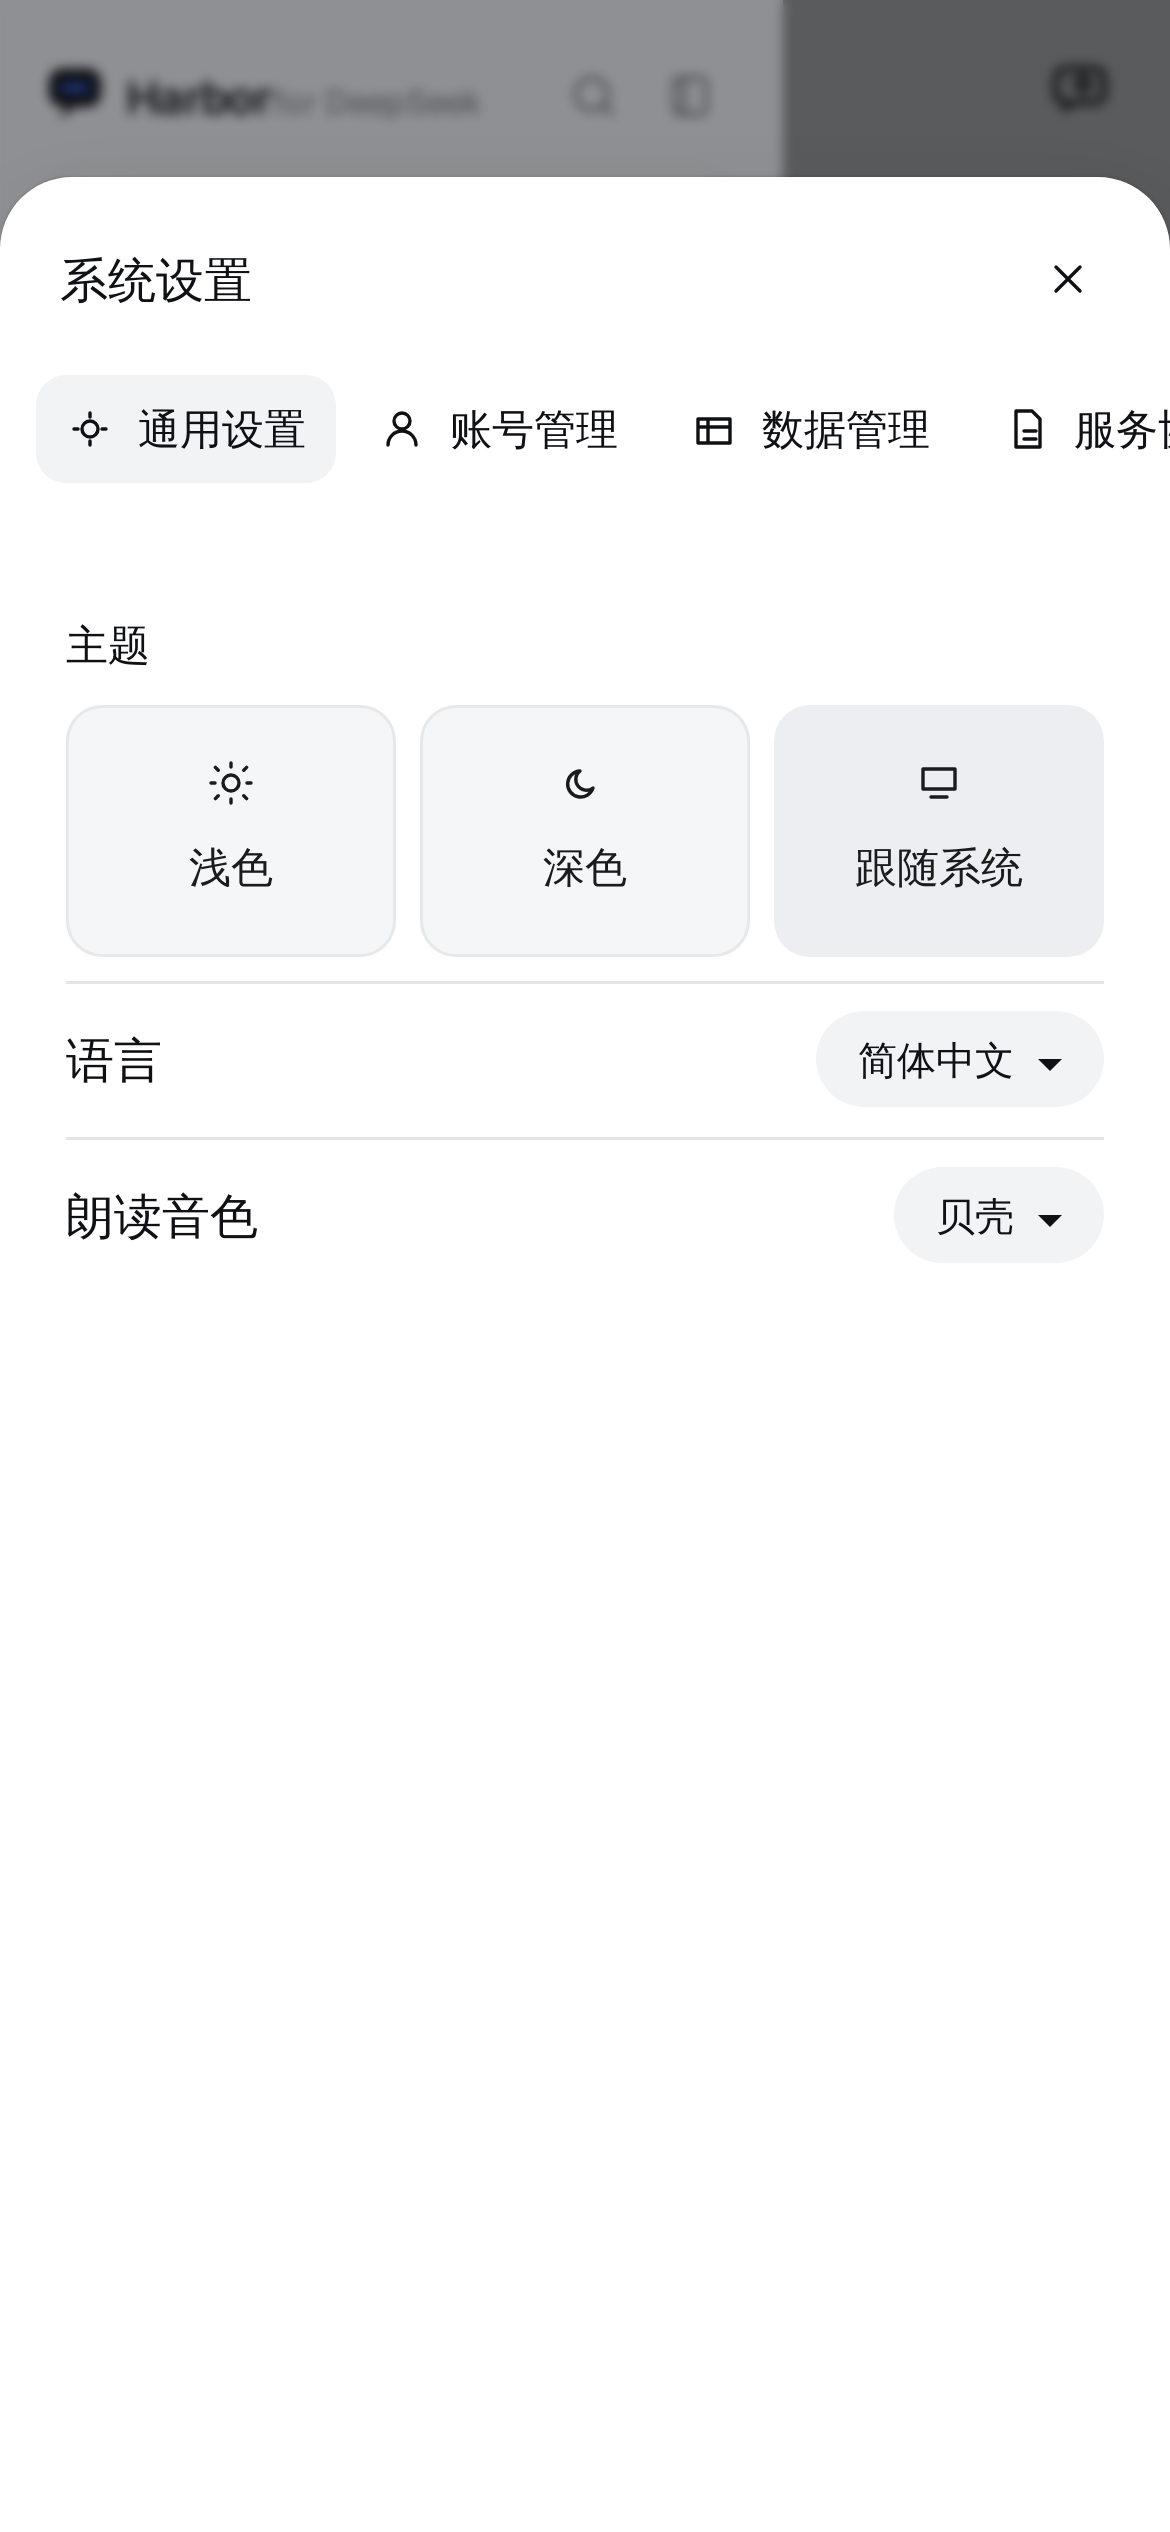 Harbor for DeepSeek
系统设置
通用设置 账号管理 数据管理 服务
主题
浅色 深色 跟随系统
语言 简体中文
朗读音色 贝壳